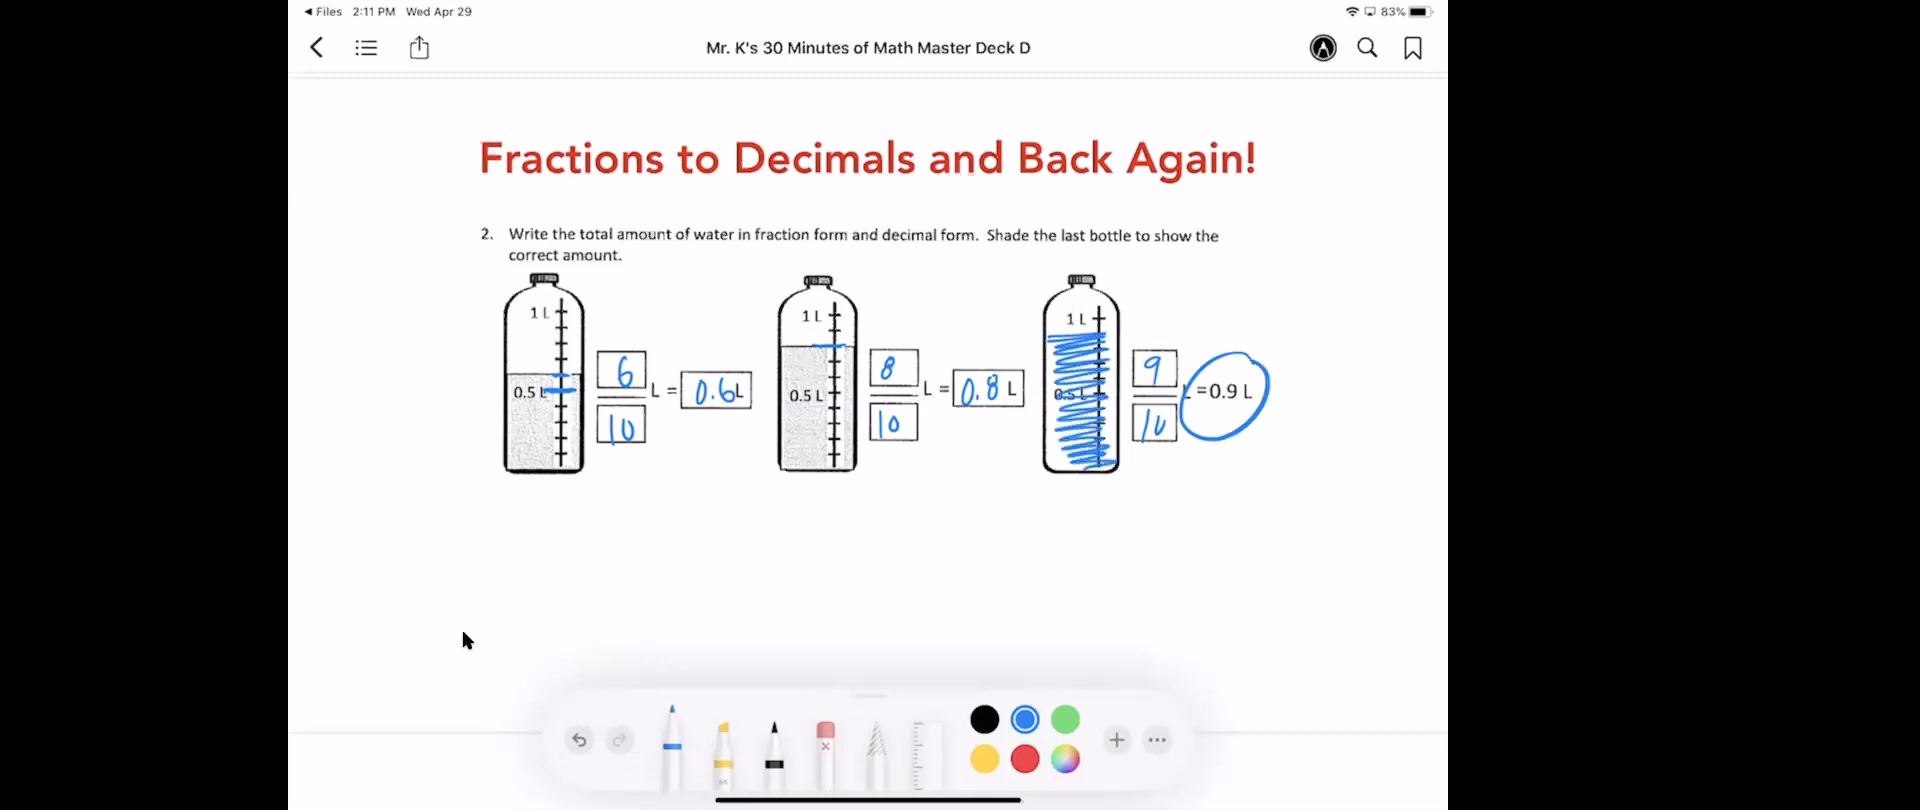 Files 2:11 PM Wed Apr 29 83%
Mr. K's 30 Minutes of Math Master Deck D
Fractions to Decimals and Back Again!
2. Write the total amount of water in fraction form and decimal form. Shade the last bottle to show the
correct amount.
1 L
0.5 L
6
10
L = 0.6L
1 L
0.5 L
8
10
L = 0.8 L
1 L
0.5 L
9
10
L = 0.9 L